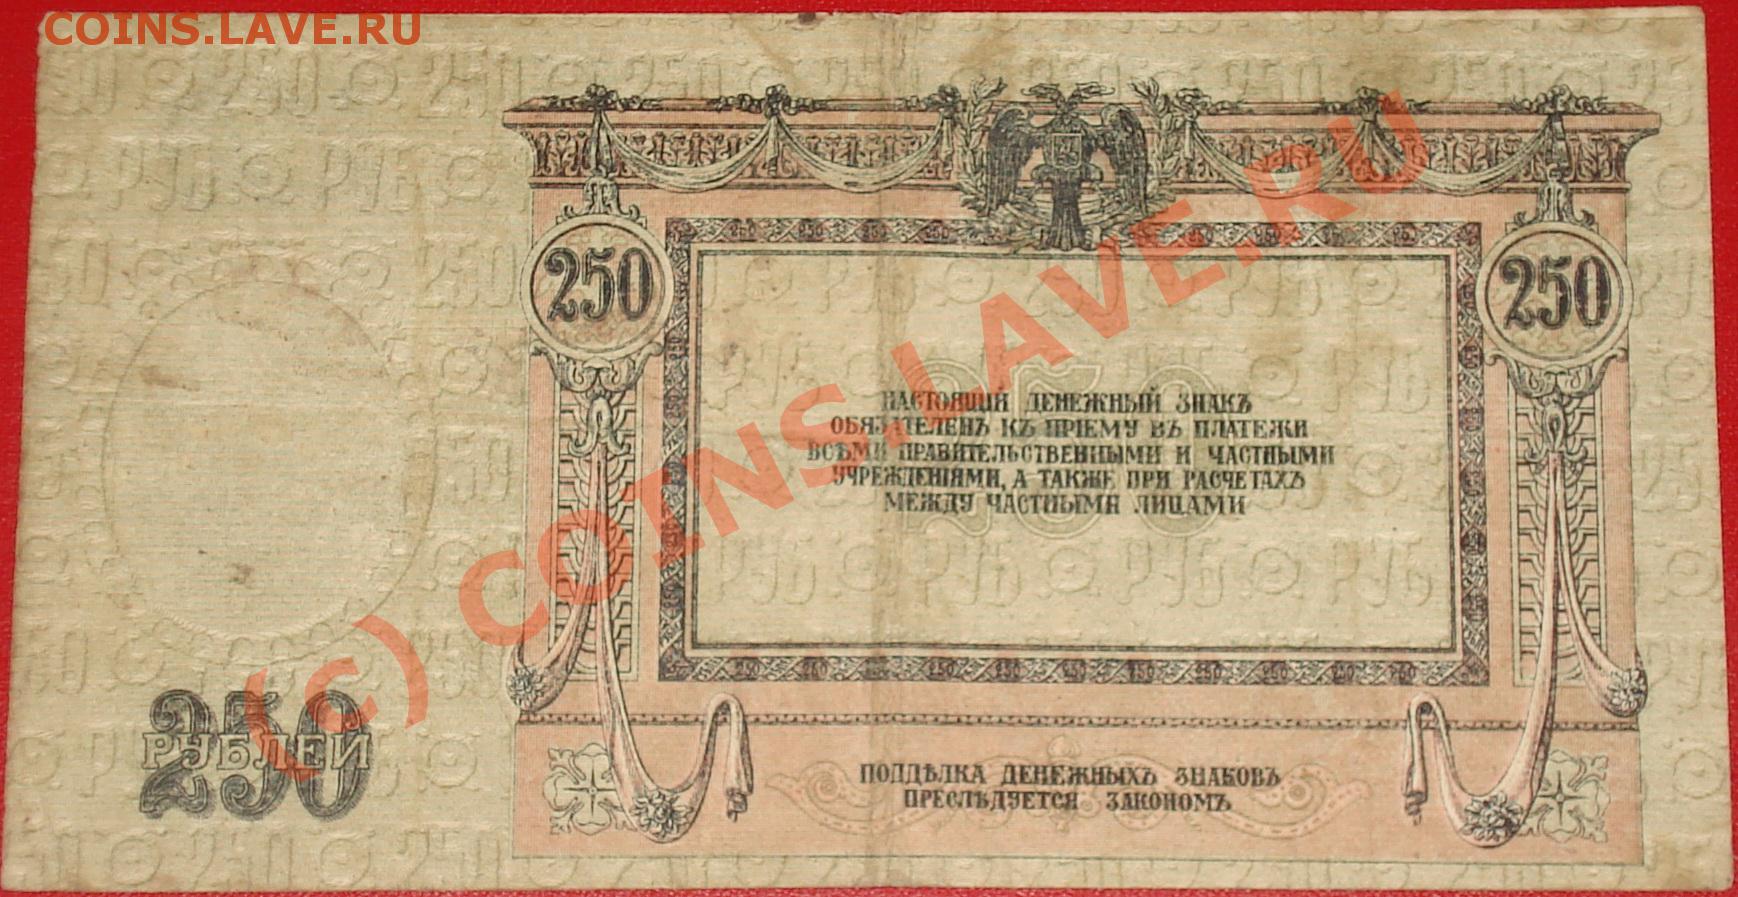 COINS.LAVE.RU
250
250
НАСТОЯЩІЙ ДЕНЕЖНЫЙ ЗНАКЪ
ОБЯЗАТЕЛЕНЪ КЪ ПРІЕМУ ВЪ ПЛАТЕЖИ
ВСѢМИ ПРАВИТЕЛЬСТВЕННЫМИ И ЧАСТНЫМИ
УЧРЕЖДЕНІЯМИ, А ТАКЖЕ ПРИ РАСЧЕТАХЪ
МЕЖДУ ЧАСТНЫМИ ЛИЦАМИ
250
(c) COINS.LAVE.RU
250
РУБЛЕЙ
ПОДДѢЛКА ДЕНЕЖНЫХЪ ЗНАКОВЪ
ПРЕСЛѢДУЕТСЯ ЗАКОНОМЪ